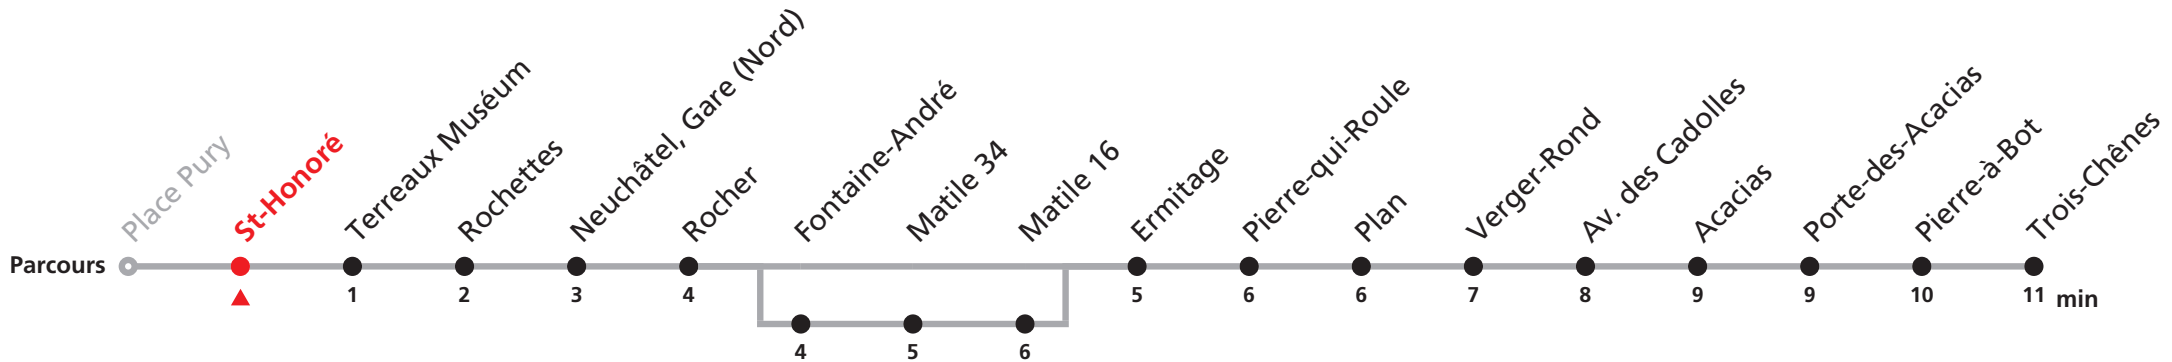 Place Pury
St-Honoré
Terreaux Muséum
Rochettes
Neuchâtel, Gare (Nord)
Rocher
Fontaine-André
Matile 34
Matile 16
Ermitage
Pierre-qui-Roule
Plan
Verger-Rond
Av. des Cadolles
Acacias
Porte-des-Acacias
Pierre-à-Bot
Trois-Chênes
Parcours
1 2 3 4 5 6 6 7 8 9 9 10 11 min
4 5 6